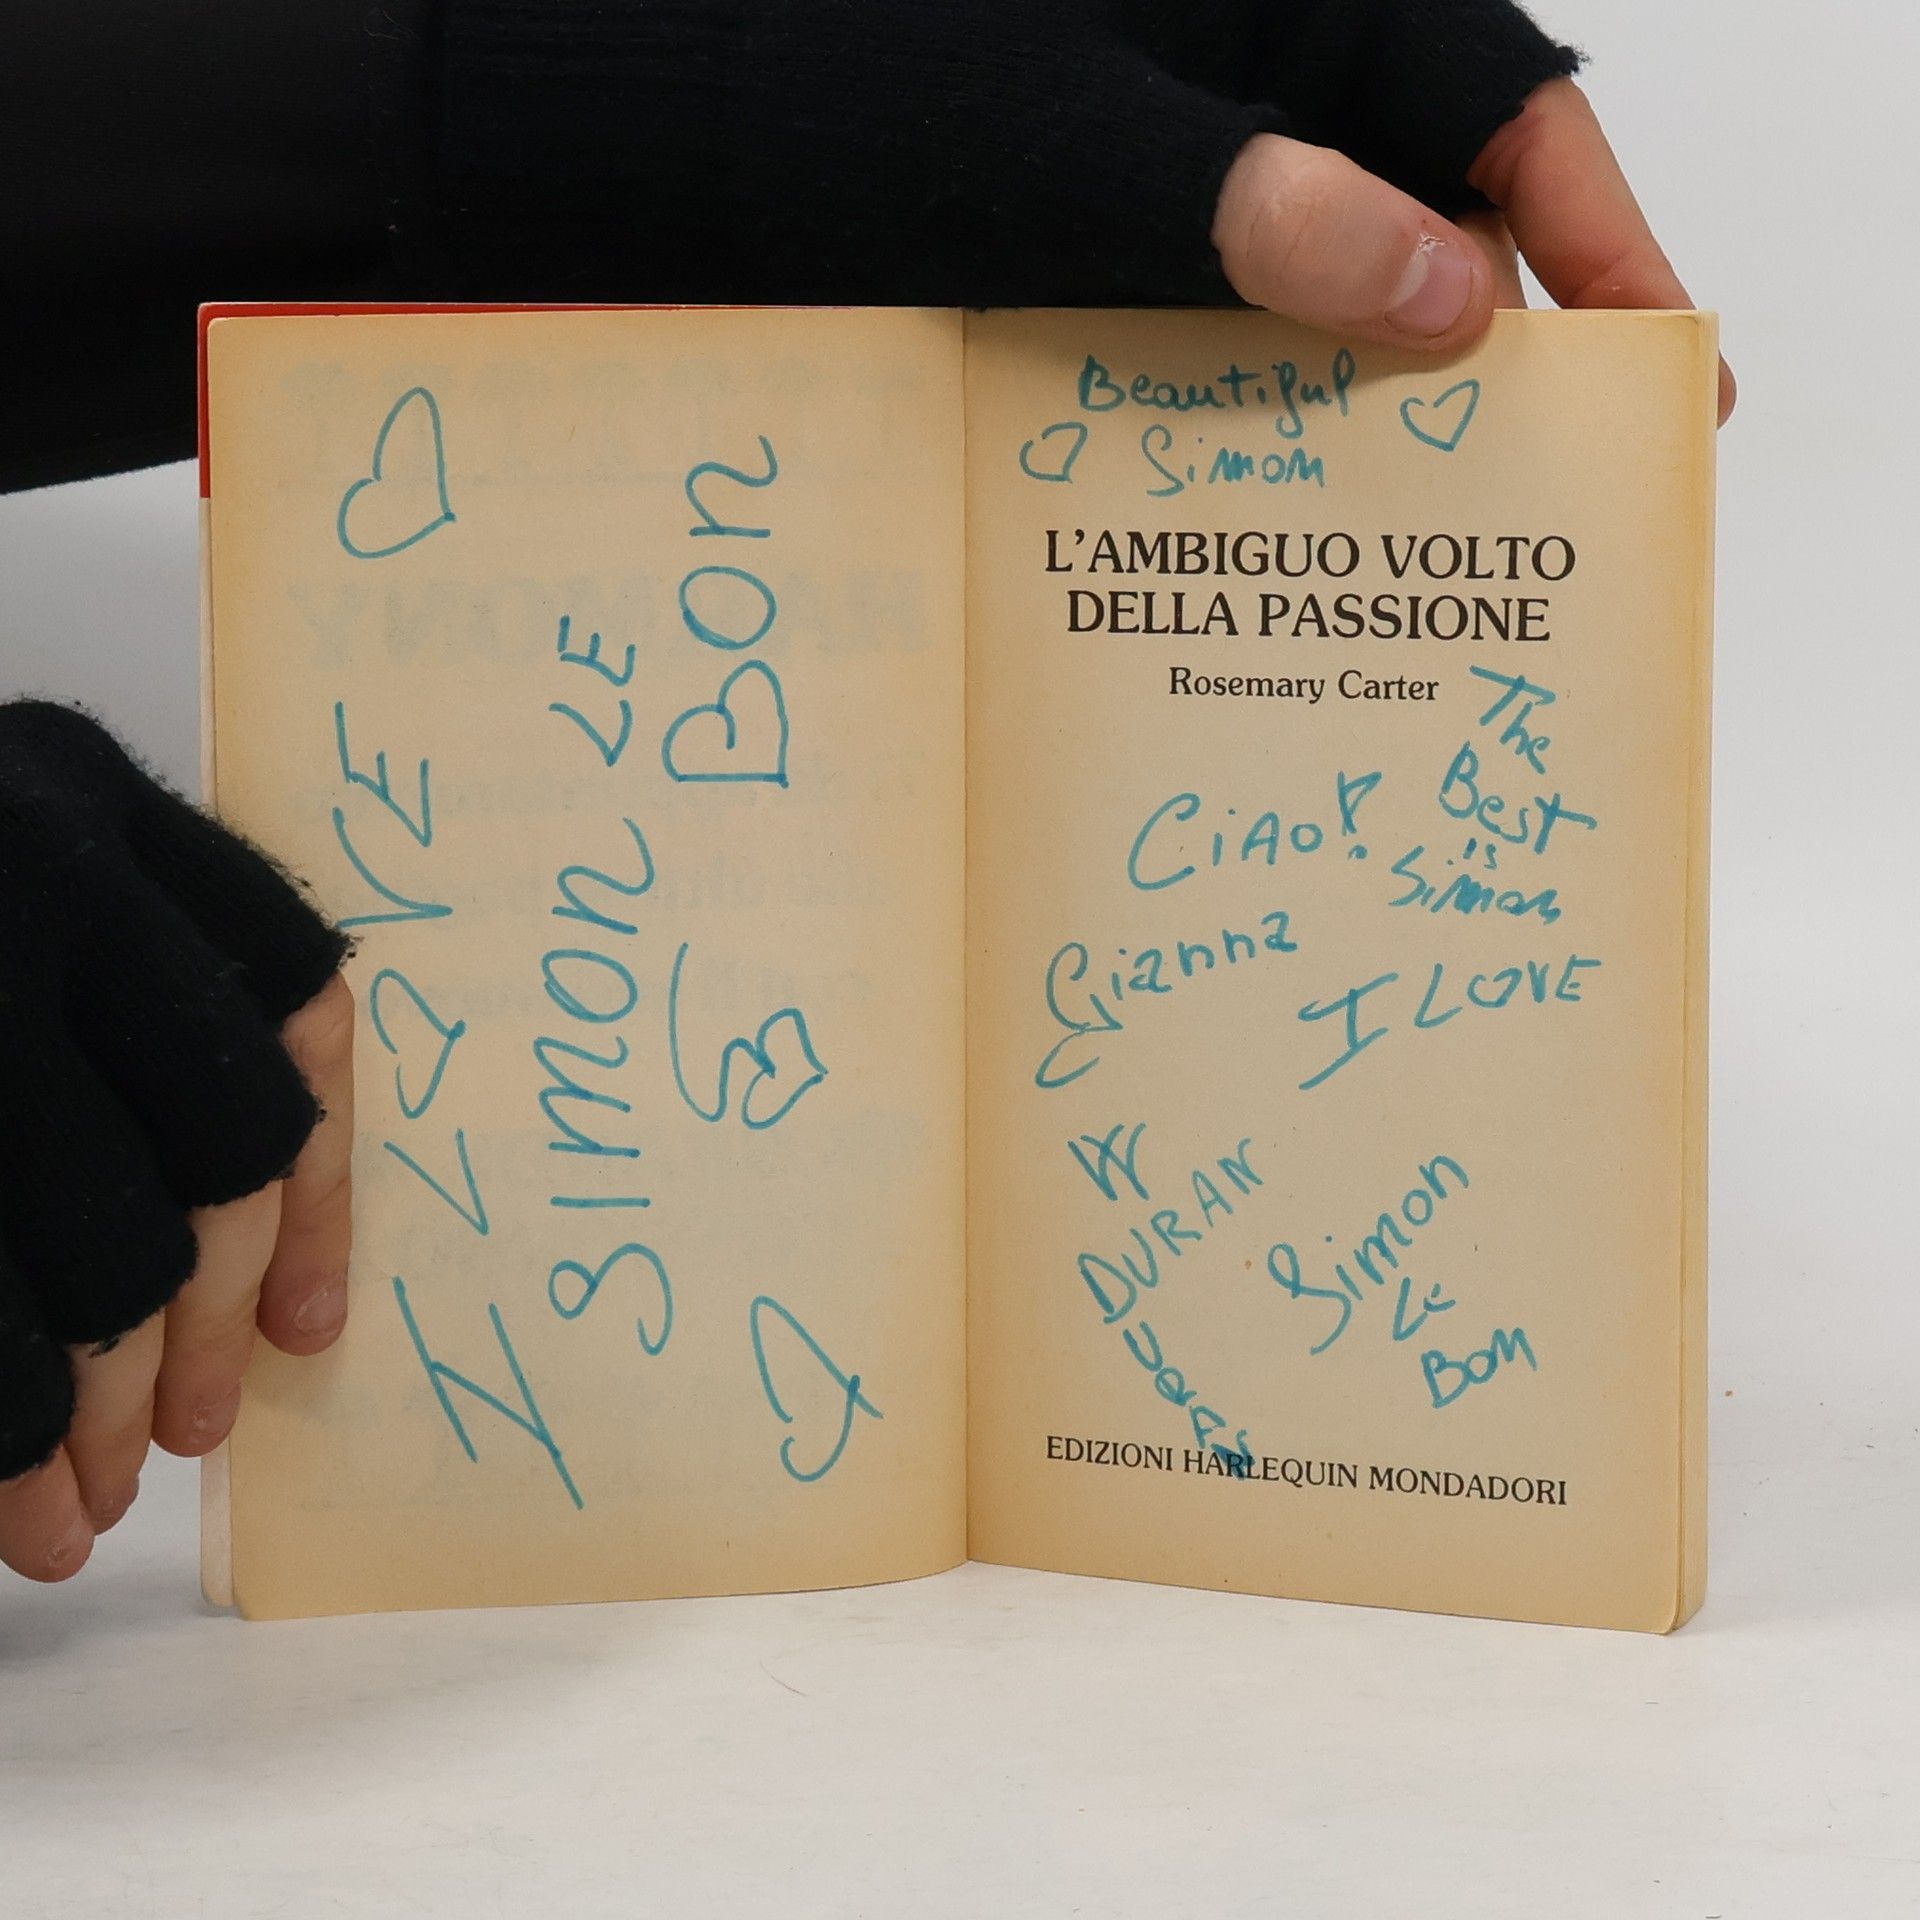 I LOVE
SIMON LE
BON
Beautiful
Simon
L'AMBIGUO VOLTO
DELLA PASSIONE
Rosemary Carter
The
Best
is
Simon
CiAo!
Gianna
I LOVE
W
DURAN
DURAN
Simon
Le
BON
EDIZIONI HARLEQUIN MONDADORI